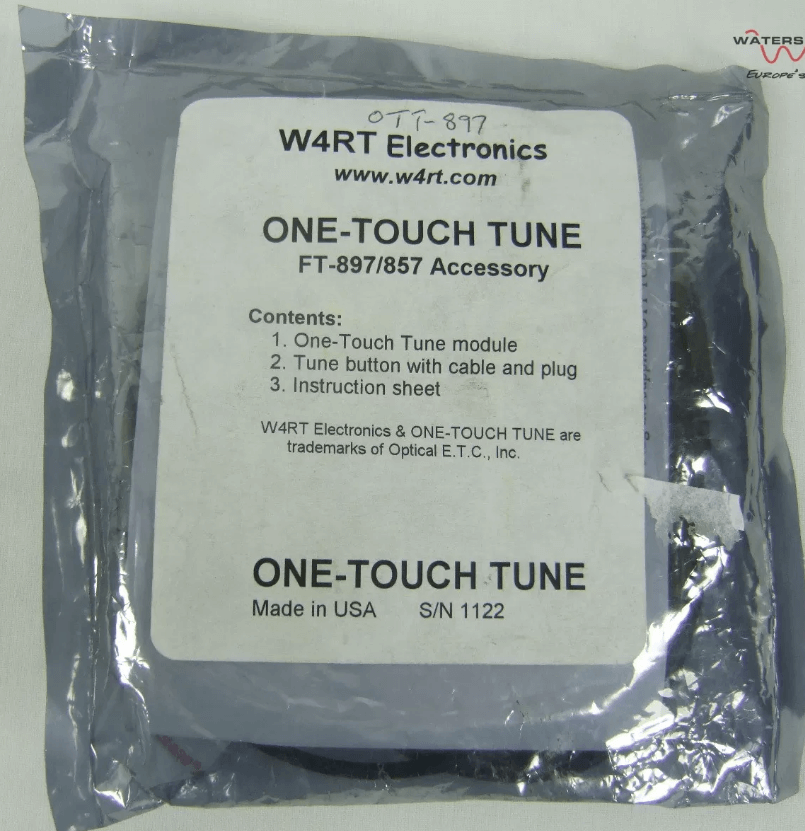 WATERS
EUROPE'S
OTT-897
W4RT Electronics
www.w4rt.com
ONE-TOUCH TUNE
FT-897/857 Accessory
Contents:
1. One-Touch Tune module
2. Tune button with cable and plug
3. Instruction sheet
W4RT Electronics & ONE-TOUCH TUNE are
trademarks of Optical E.T.C., Inc.
ONE-TOUCH TUNE
Made in USA S/N 1122